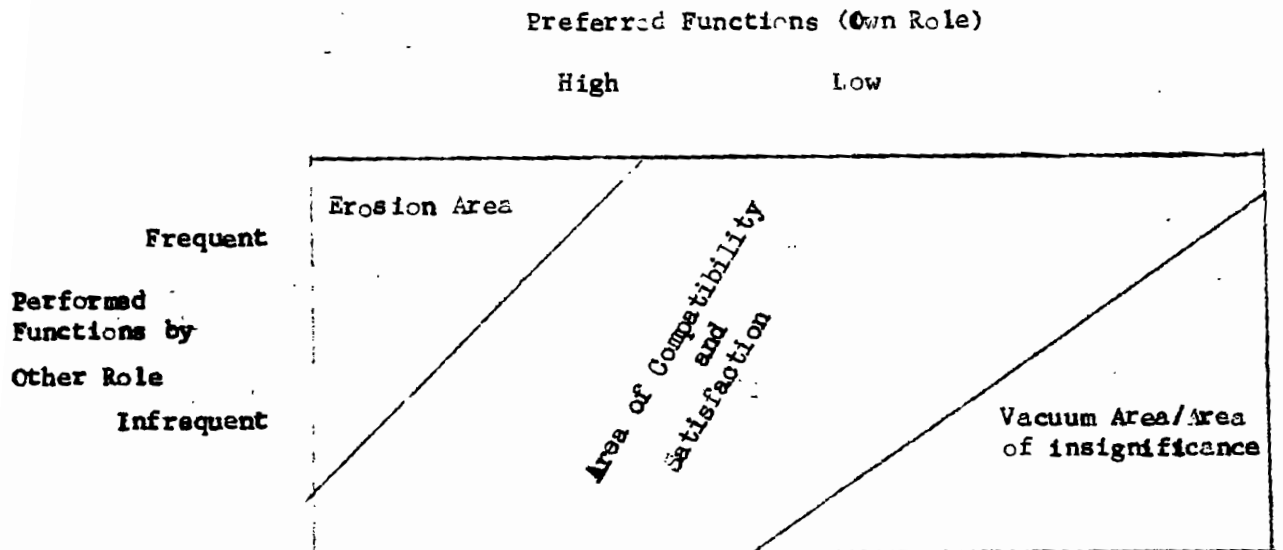 Preferred Functions (Own Role)
High Low
Erosion Area
Frequent
Performed
Functions by
Other Role
Infrequent
Area of Compatibility
and
Satisfaction
Vacuum Area/Area
of insignificance